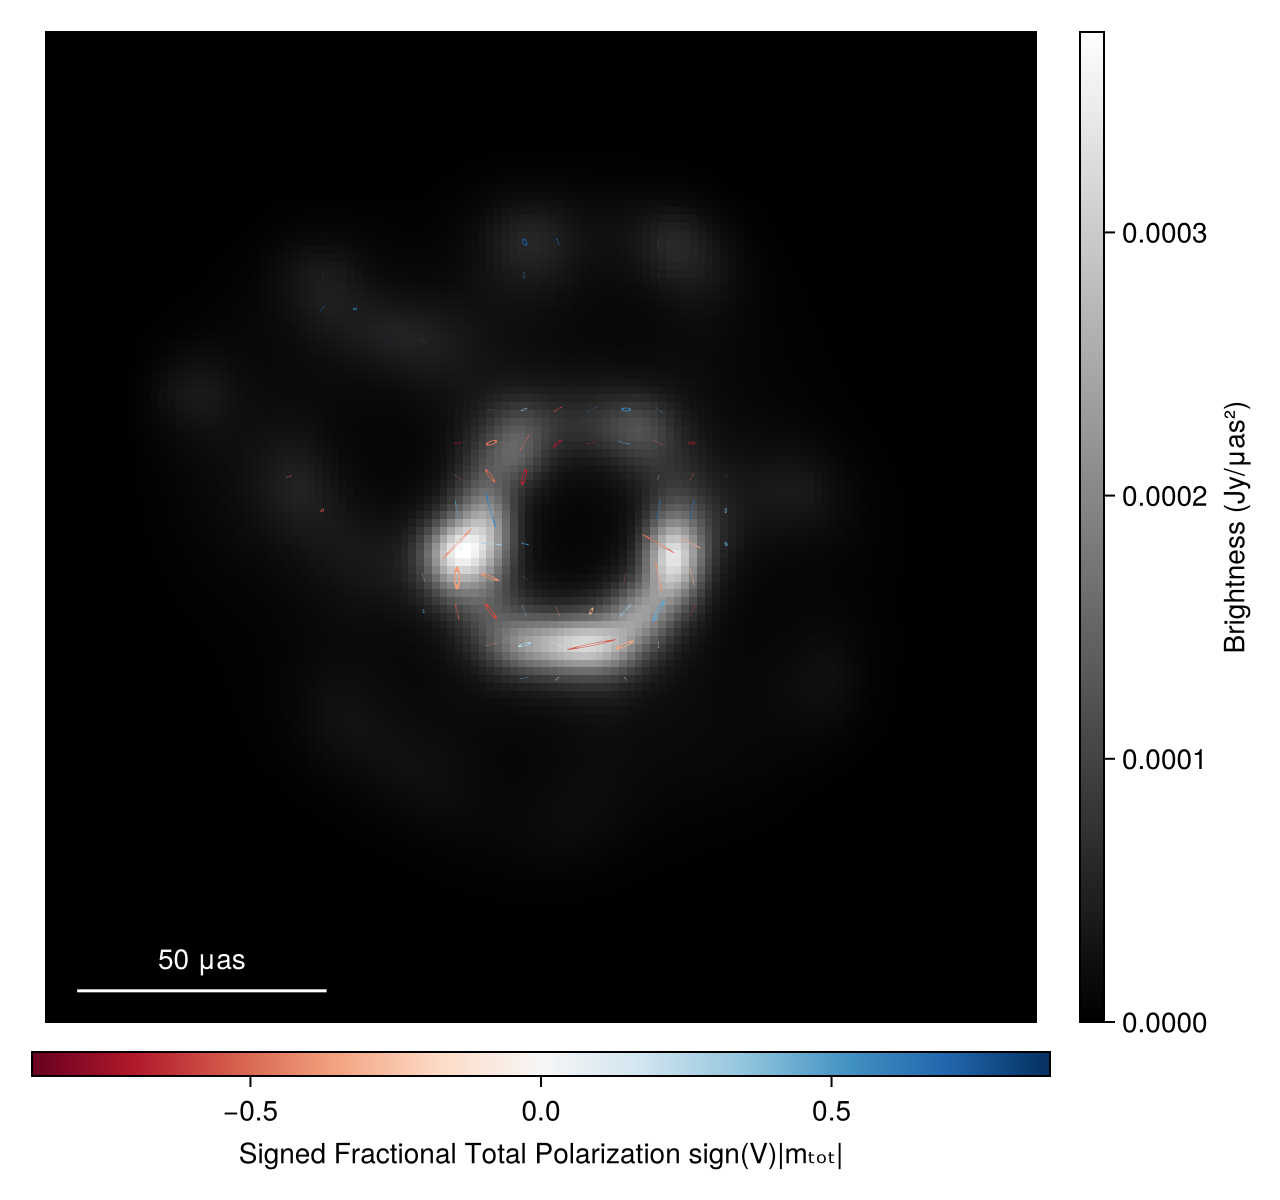 0.0003
0.0002
0.0001
0.0000
Brightness (Jy/μas²)
50 μas
−0.5
0.0
0.5
Signed Fractional Total Polarization sign(V)|mₜₒₜ|